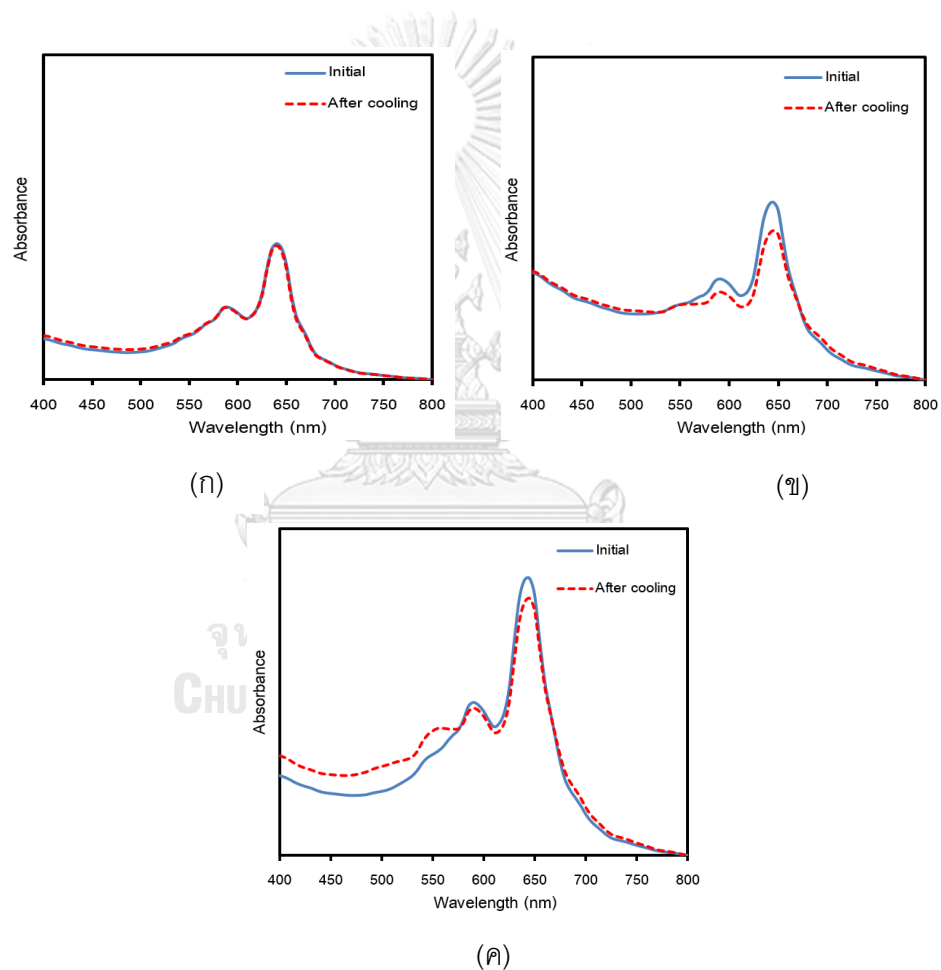 Initial
After cooling
Absorbance
400 450 500 550 600 650 700 750 800
Wavelength (nm)
(ก)
Initial
After cooling
Absorbance
400 450 500 550 600 650 700 750 800
Wavelength (nm)
(ข)
Initial
After cooling
Absorbance
400 450 500 550 600 650 700 750 800
Wavelength (nm)
(ค)